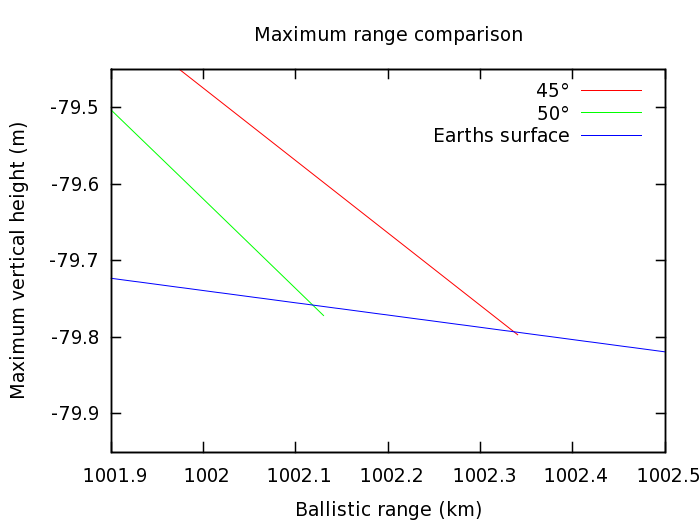 Maximum range comparison
45°
50°
Earths surface
Maximum vertical height (m)
-79.5
-79.6
-79.7
-79.8
-79.9
1001.9 1002 1002.1 1002.2 1002.3 1002.4 1002.5
Ballistic range (km)